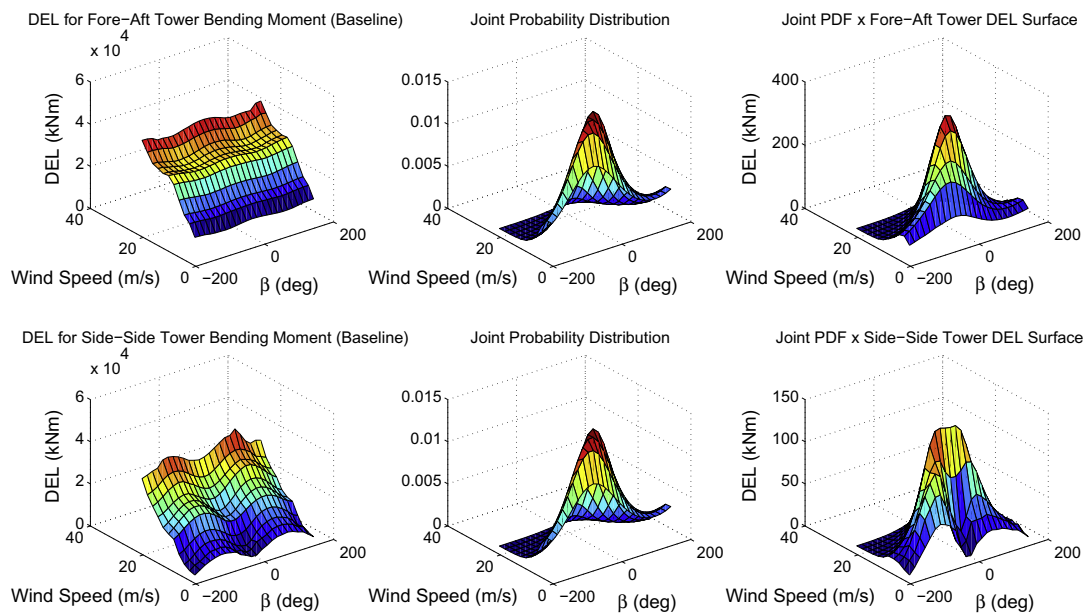 DEL for Fore−Aft Tower Bending Moment (Baseline)
x 10^4
6
4
2
0
DEL (kNm)
40
20
0
Wind Speed (m/s)
−200
0
200
β (deg)
Joint Probability Distribution
0.015
0.01
0.005
0
40
20
0
Wind Speed (m/s)
−200
0
200
β (deg)
Joint PDF x Fore−Aft Tower DEL Surface
400
200
0
DEL (kNm)
40
20
0
Wind Speed (m/s)
−200
0
200
β (deg)
DEL for Side−Side Tower Bending Moment (Baseline)
x 10^4
6
4
2
0
DEL (kNm)
40
20
0
Wind Speed (m/s)
−200
0
200
β (deg)
Joint Probability Distribution
0.015
0.01
0.005
0
40
20
0
Wind Speed (m/s)
−200
0
200
β (deg)
Joint PDF x Side−Side Tower DEL Surface
150
100
50
0
DEL (kNm)
40
20
0
Wind Speed (m/s)
−200
0
200
β (deg)